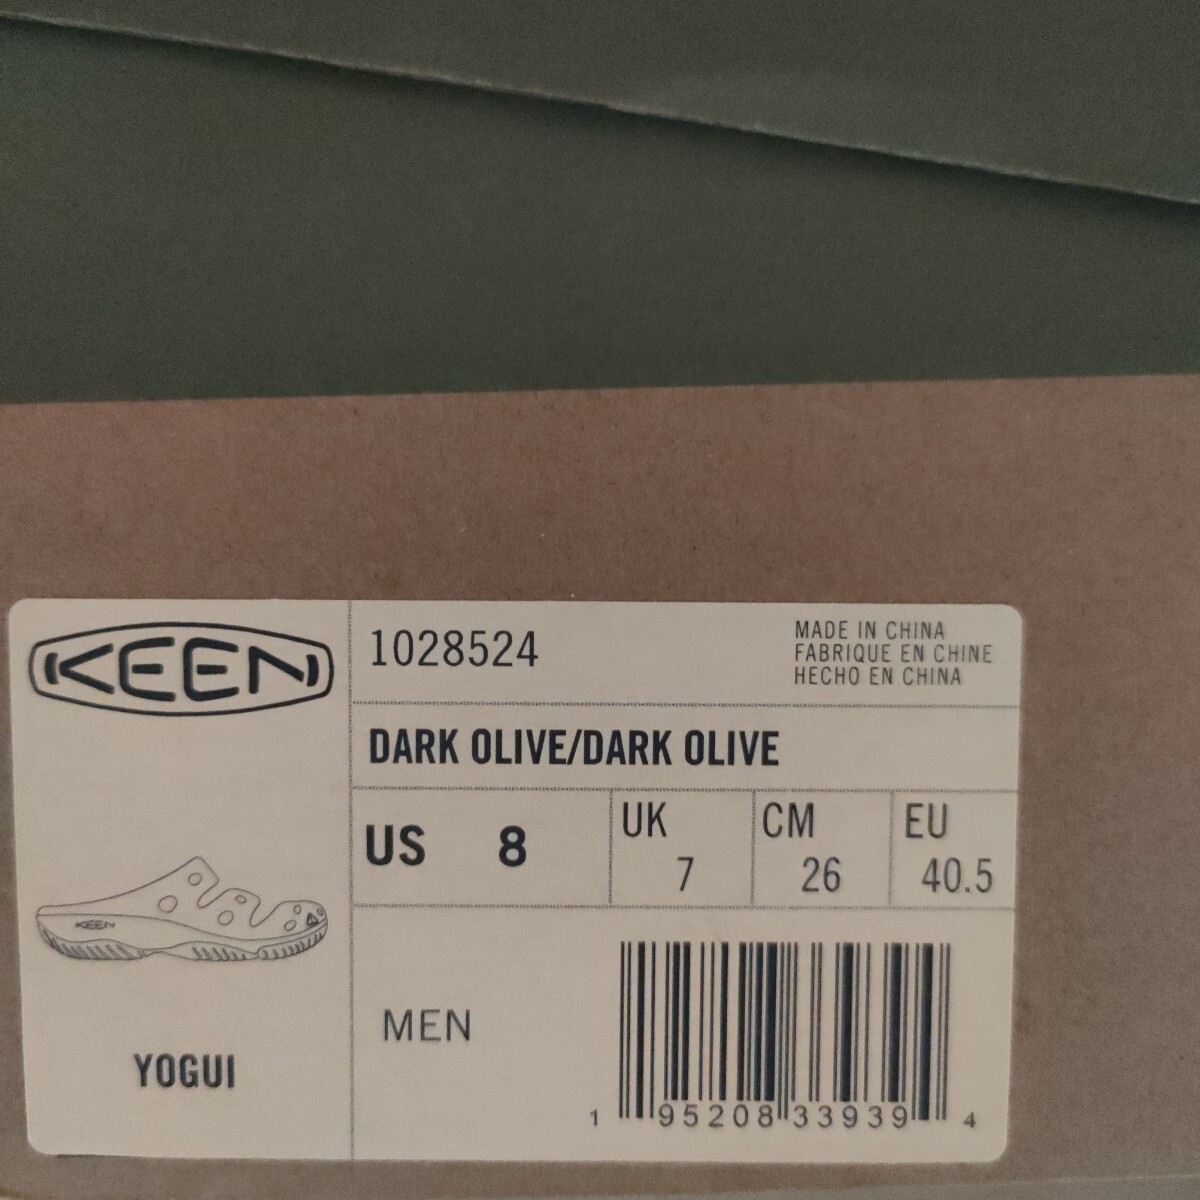 KEEN
1028524
MADE IN CHINA
FABRIQUE EN CHINE
HECHO EN CHINA
DARK OLIVE/DARK OLIVE
US 8
UK 7
CM 26
EU 40.5
KEEN
YOGUI
MEN
1 95208 33939 4